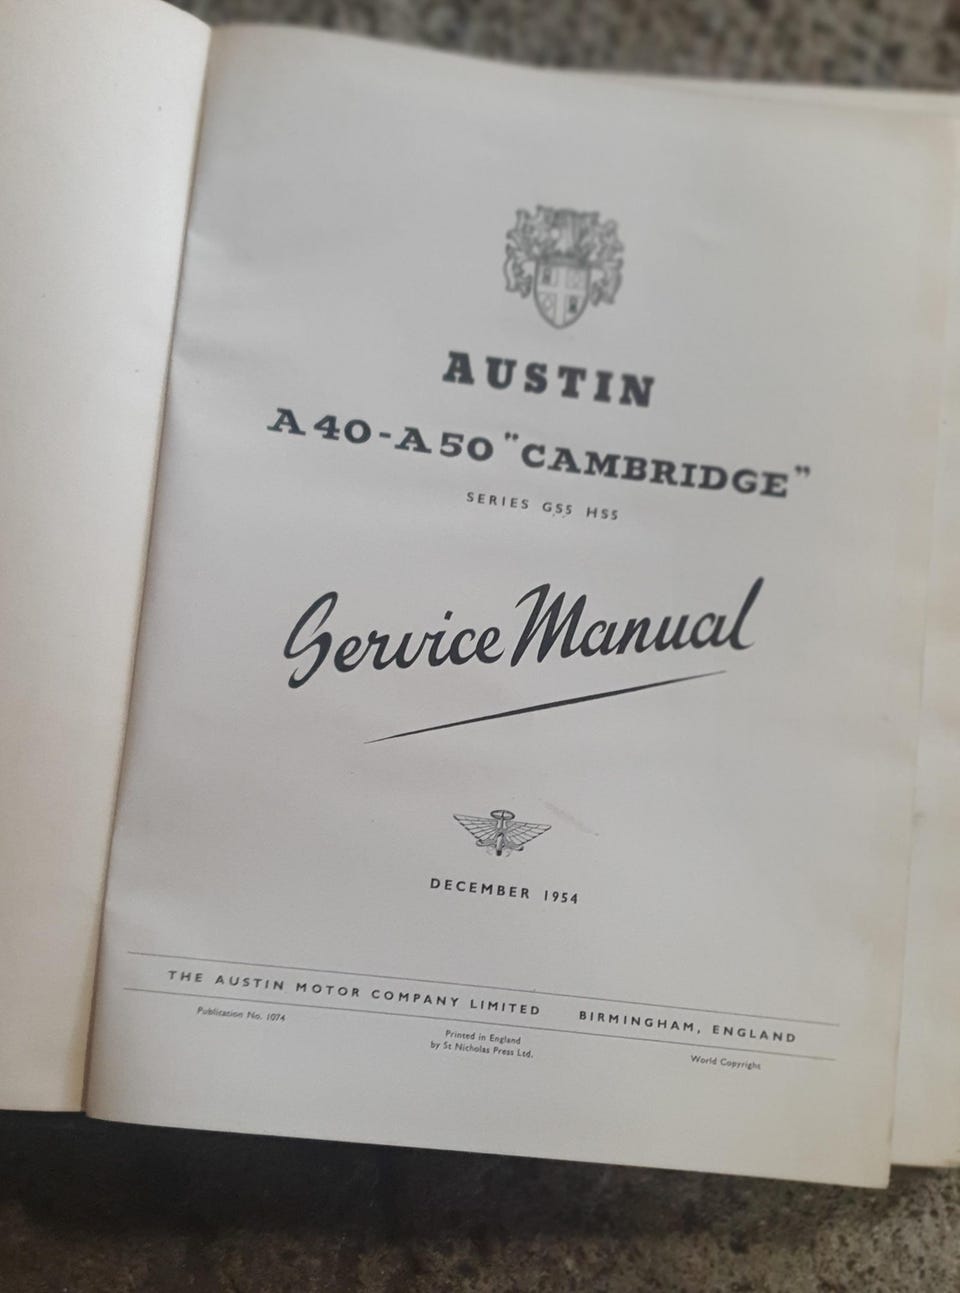 AUSTIN
A40-A50 "CAMBRIDGE"
SERIES GS5 HS5
Service Manual
DECEMBER 1954
THE AUSTIN MOTOR COMPANY LIMITED BIRMINGHAM, ENGLAND
Publication No. 1074
Printed in England
by St Nicholas Press Ltd.
World Copyright